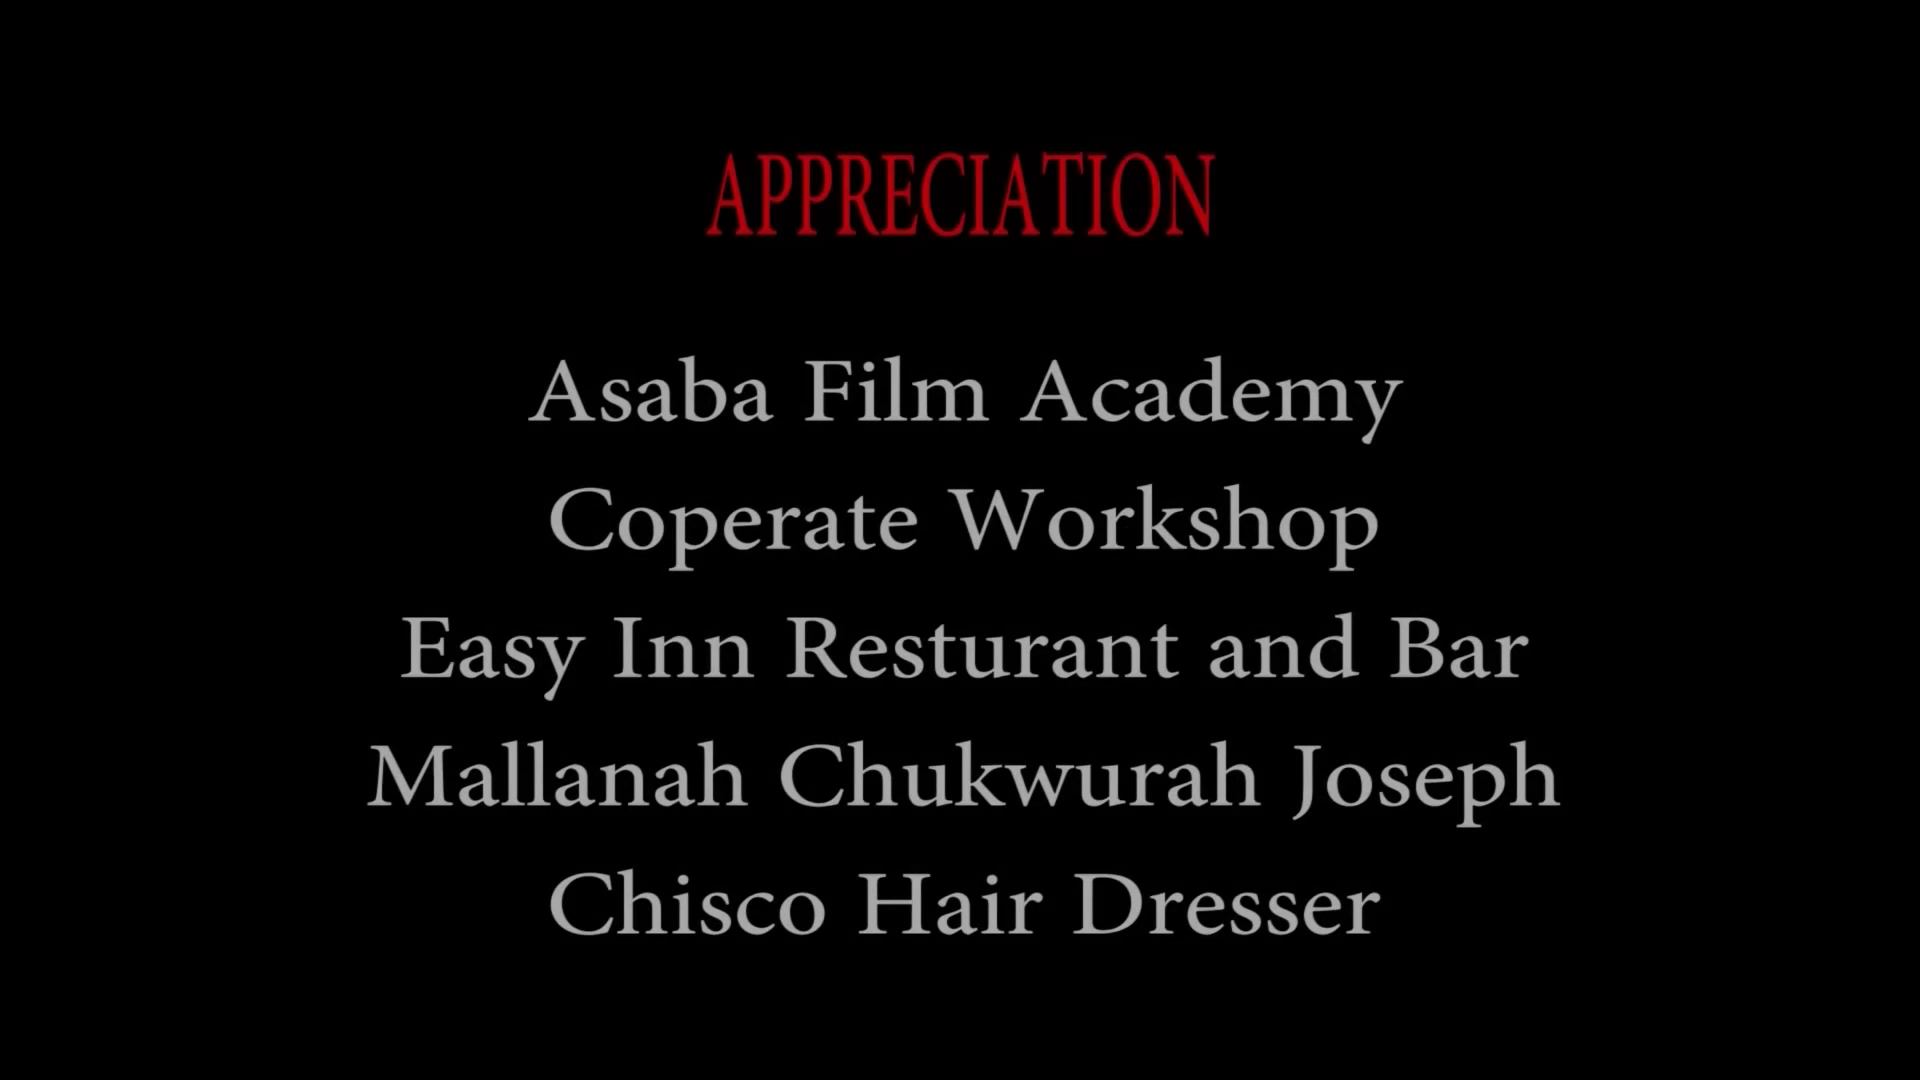 APPRECIATION
Asaba Film Academy
Coperate Workshop
Easy Inn Resturant and Bar
Mallanah Chukwurah Joseph
Chisco Hair Dresser